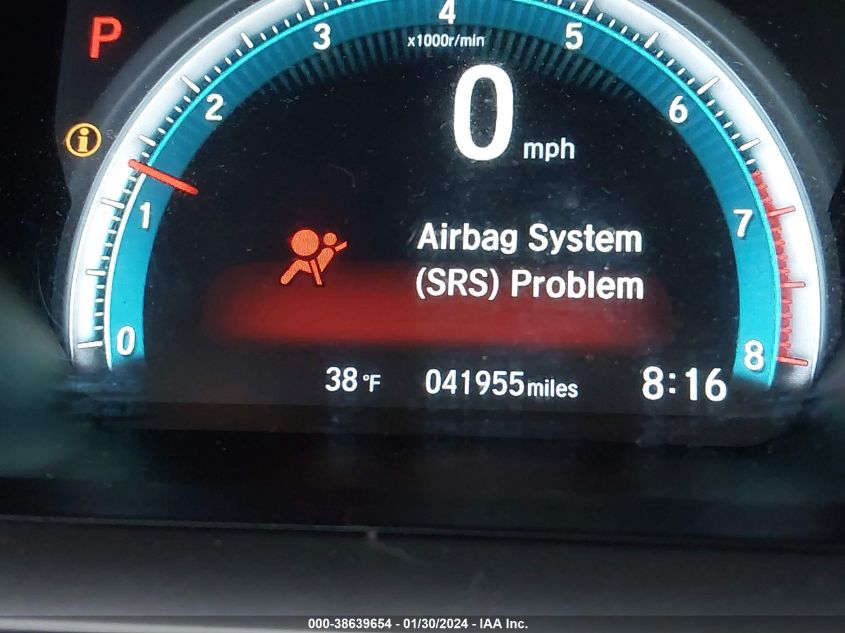 P
4
3
5
x1000r/min
2
6
0 mph
i
1
7
Airbag System
(SRS) Problem
0
8
38 °F 041955 miles 8:16
000-38639654 - 01/30/2024 - IAA Inc.